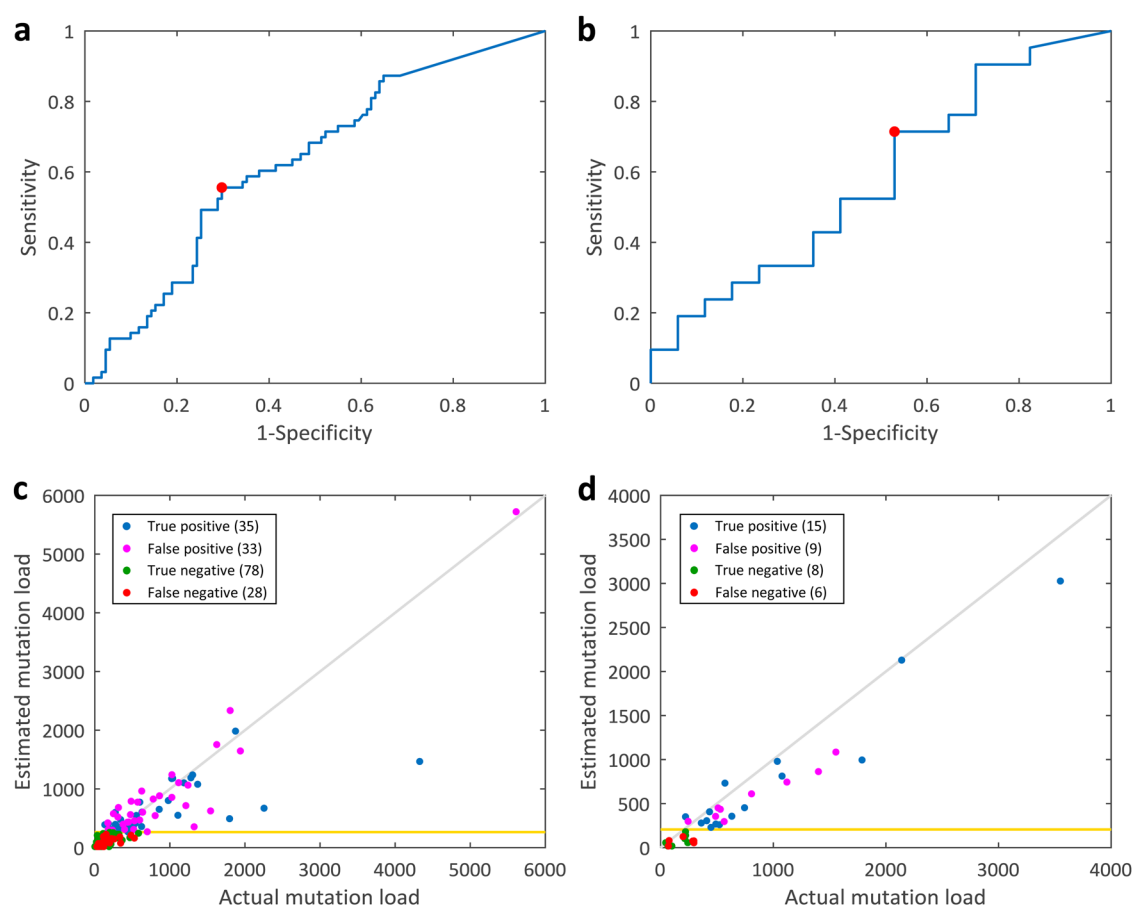 a
1
0.8
0.6
0.4
0.2
0
Sensitivity
0 0.2 0.4 0.6 0.8 1
1-Specificity
b
1
0.8
0.6
0.4
0.2
0
Sensitivity
0 0.2 0.4 0.6 0.8 1
1-Specificity
c
6000
5000
4000
3000
2000
1000
0
Estimated mutation load
True positive (35)
False positive (33)
True negative (78)
False negative (28)
0 1000 2000 3000 4000 5000 6000
Actual mutation load
d
4000
3500
3000
2500
2000
1500
1000
500
0
Estimated mutation load
True positive (15)
False positive (9)
True negative (8)
False negative (6)
0 1000 2000 3000 4000
Actual mutation load